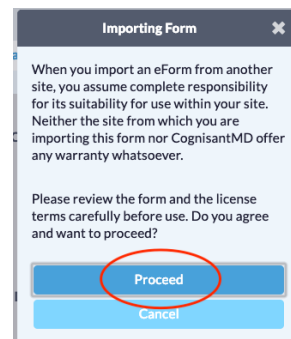 Importing Form
When you import an eForm from another
site, you assume complete responsibility
for its suitability for use within your site.
Neither the site from which you are
importing this form nor CognisantMD offer
any warranty whatsoever.
Please review the form and the license
terms carefully before use. Do you agree
and want to proceed?
Proceed
Cancel